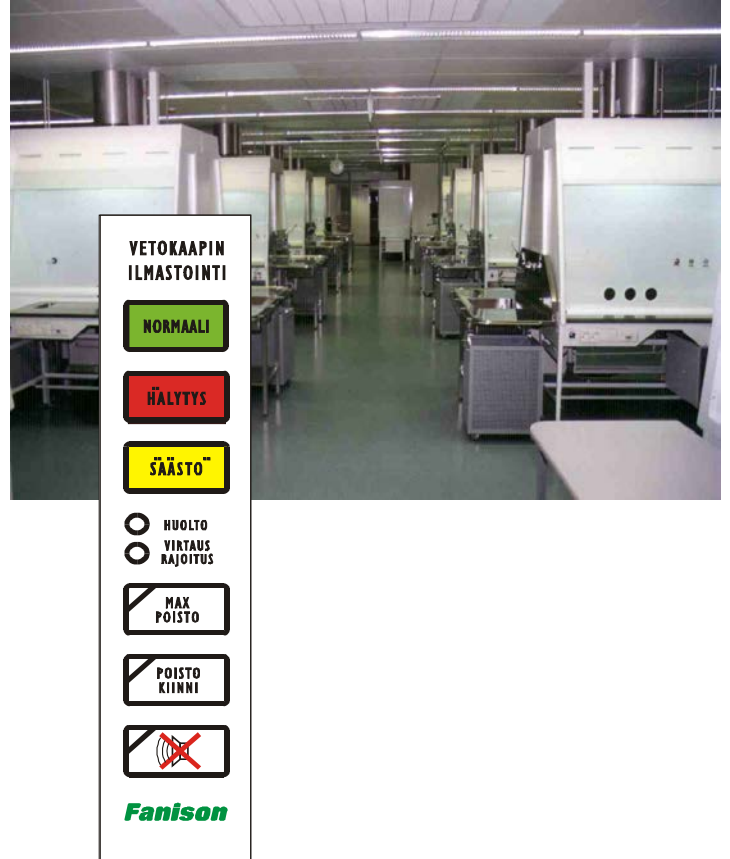 VETOKAAPIN
ILMASTOINTI
NORMAALI
HÄLYTYS
SÄÄSTÖ
HUOLTO
VIRTAUS
RAJOITUS
MAX
POISTO
POISTO
KIINNI
Fanison